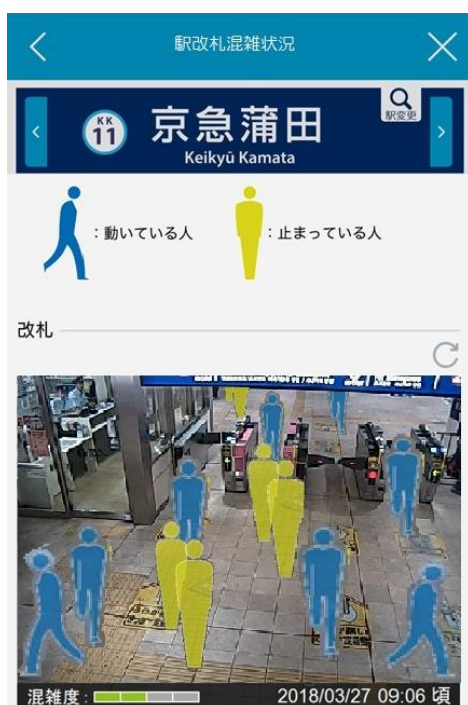 駅改札混雑状況
KK
11
京急蒲田
Keikyū Kamata
駅変更
：動いている人
：止まっている人
改札
混雑度：
2018/03/27 09:06 頃